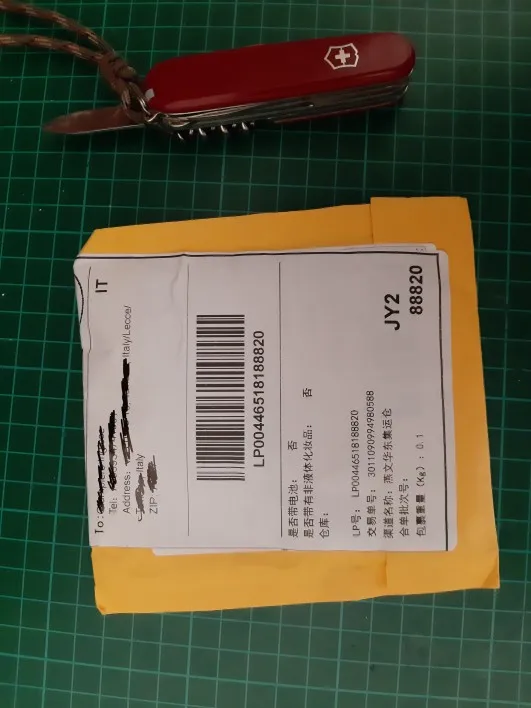 To:
IT
Tel:
Address: Italy/Lecce/
Italy
ZIP
LP00446518188820
是否带电池： 否
是否带有非液体化妆品： 否
仓库：
LP号： LP00446518188820
交易单号： 3011090994980588
渠道名称：燕文华东集运仓
合单批次号：
包裹重量（Kg）：0.1
JY2
88820